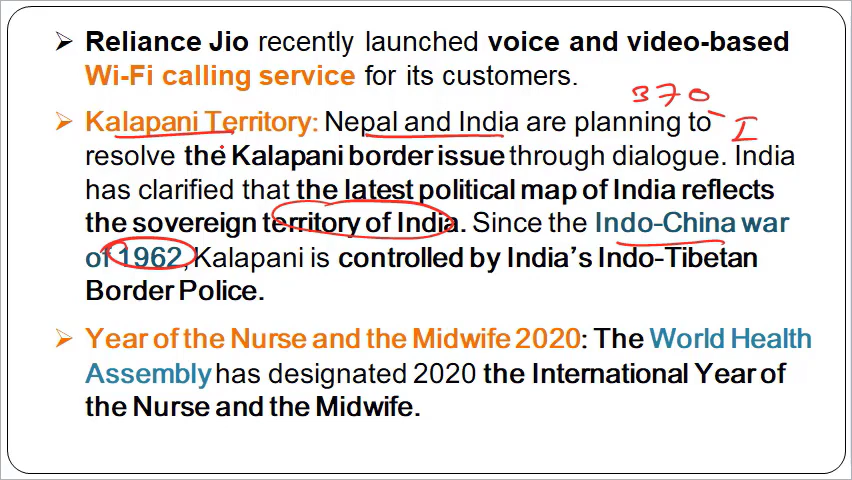 ➢ Reliance Jio recently launched voice and video-based
Wi-Fi calling service for its customers.
370
➢ Kalapani Territory: Nepal and India are planning to
I
resolve the Kalapani border issue through dialogue. India
has clarified that the latest political map of India reflects
the sovereign territory of India. Since the Indo-China war
of 1962, Kalapani is controlled by India's Indo-Tibetan
Border Police.
➢ Year of the Nurse and the Midwife 2020: The World Health
Assembly has designated 2020 the International Year of
the Nurse and the Midwife.